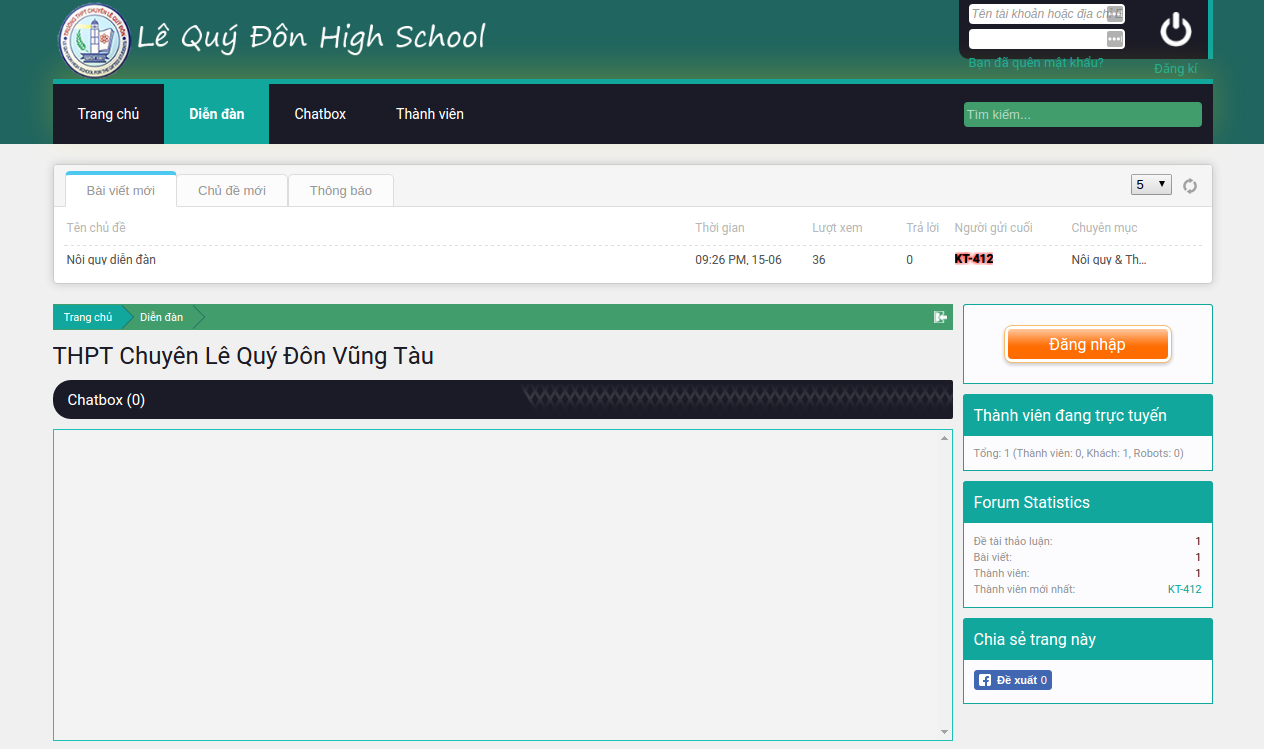 Lê Quý Đôn High School
Tên tài khoản hoặc địa chỉ
Bạn đã quên mật khẩu?
Đăng kí
Trang chủ
Diễn đàn
Chatbox
Thành viên
Tìm kiếm...
Bài viết mới
Chủ đề mới
Thông báo
5
Tên chủ đề Thời gian Lượt xem Trả lời Người gửi cuối Chuyên mục
Nội quy diễn đàn 09:26 PM, 15-06 36 0 KT-412 Nội quy & Th...
Trang chủ Diễn đàn
THPT Chuyên Lê Quý Đôn Vũng Tàu
Chatbox (0)
Đăng nhập
Thành viên đang trực tuyến
Tổng: 1 (Thành viên: 0, Khách: 1, Robots: 0)
Forum Statistics
Đề tài thảo luận: 1
Bài viết: 1
Thành viên: 1
Thành viên mới nhất: KT-412
Chia sẻ trang này
Đề xuất 0